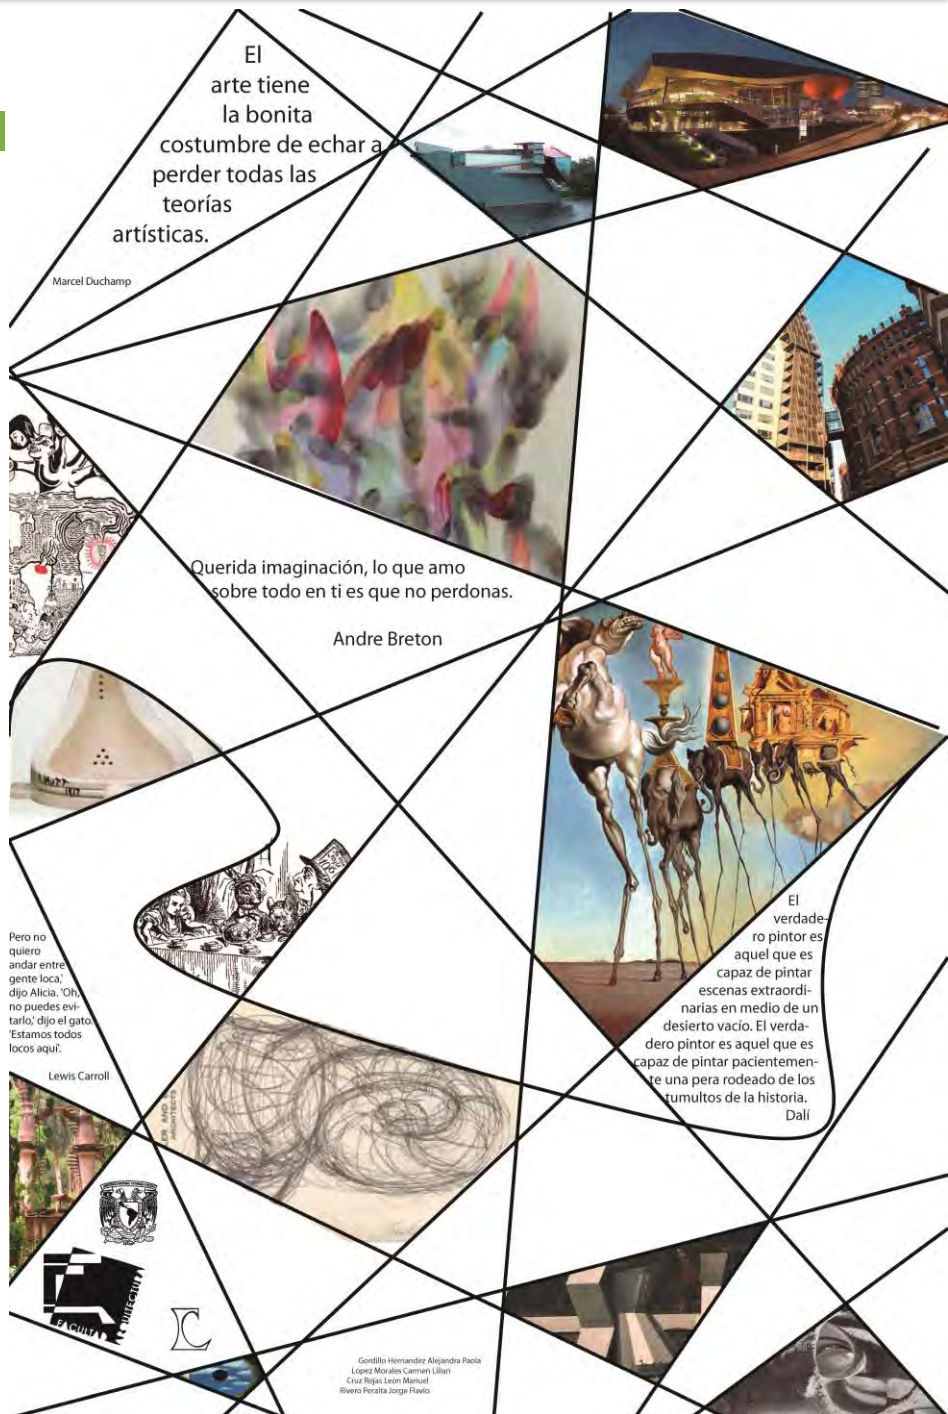 El
arte tiene
la bonita
costumbre de echar a
perder todas las
teorías
artísticas.
Marcel Duchamp
Querida imaginación, lo que amo
sobre todo en ti es que no perdonas.
Andre Breton
R.MUTT
1917
El
verdade-
ro pintor es
aquel que es
capaz de pintar
escenas extraordi-
narias en medio de un
desierto vacío. El verda-
dero pintor es aquel que es
capaz de pintar pacientemen-
te una pera rodeado de los
tumultos de la historia.
Dalí
Pero no
quiero
andar entre
gente loca,'
dijo Alicia. 'Oh,
no puedes evi-
tarlo,' dijo el gato.
'Estamos todos
locos aquí'.
Lewis Carroll
ARCHITECTS
FACULTA
Gordillo Hernandez Alejandra Paola
Lopez Morales Carmen Lilian
Cruz Rojas Leon Manuel
Rivero Peralta Jorge Flavio